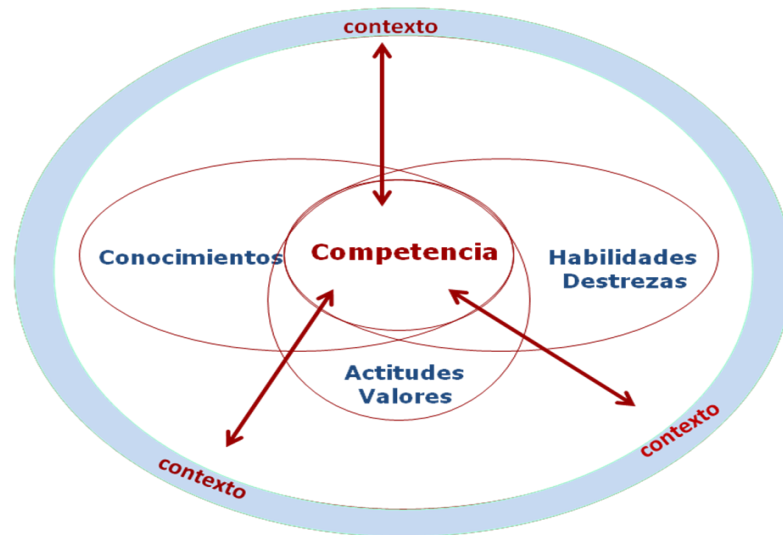 contexto
Conocimientos
Competencia
Habilidades
Destrezas
Actitudes
Valores
contexto
contexto